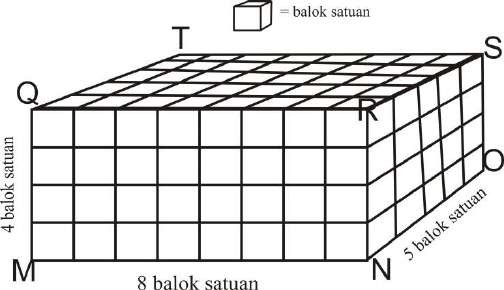 = balok satuan
T
S
Q
R
4 balok satuan
O
5 balok satuan
M
N
8 balok satuan